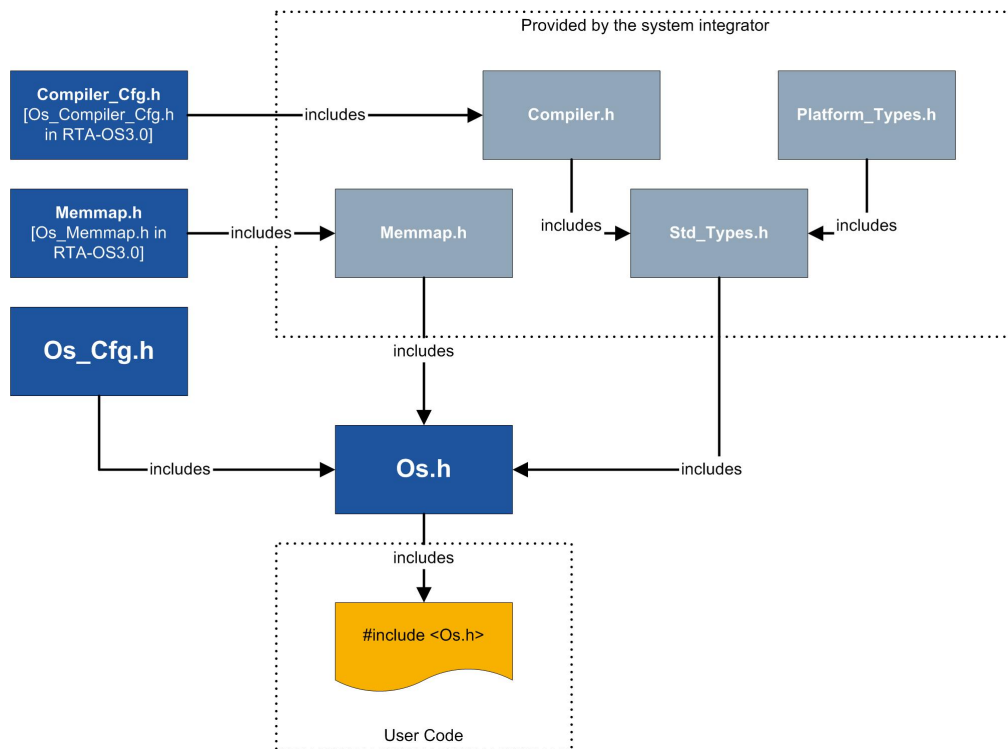 Provided by the system integrator
Compiler_Cfg.h
[Os_Compiler_Cfg.h
in RTA-OS3.0]
includes
Compiler.h
Platform_Types.h
Memmap.h
[Os_Memmap.h in
RTA-OS3.0]
includes
Memmap.h
includes
Std_Types.h
includes
Os_Cfg.h
includes
includes
Os.h
includes
includes
#include <Os.h>
User Code